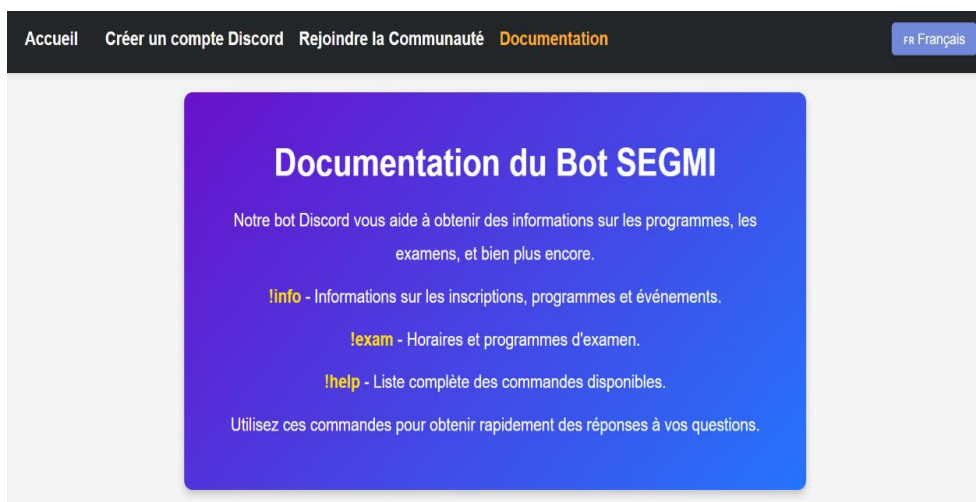 Accueil Créer un compte Discord Rejoindre la Communauté Documentation FR Français
Documentation du Bot SEGMI
Notre bot Discord vous aide à obtenir des informations sur les programmes, les
examens, et bien plus encore.
!info - Informations sur les inscriptions, programmes et événements.
!exam - Horaires et programmes d'examen.
!help - Liste complète des commandes disponibles.
Utilisez ces commandes pour obtenir rapidement des réponses à vos questions.